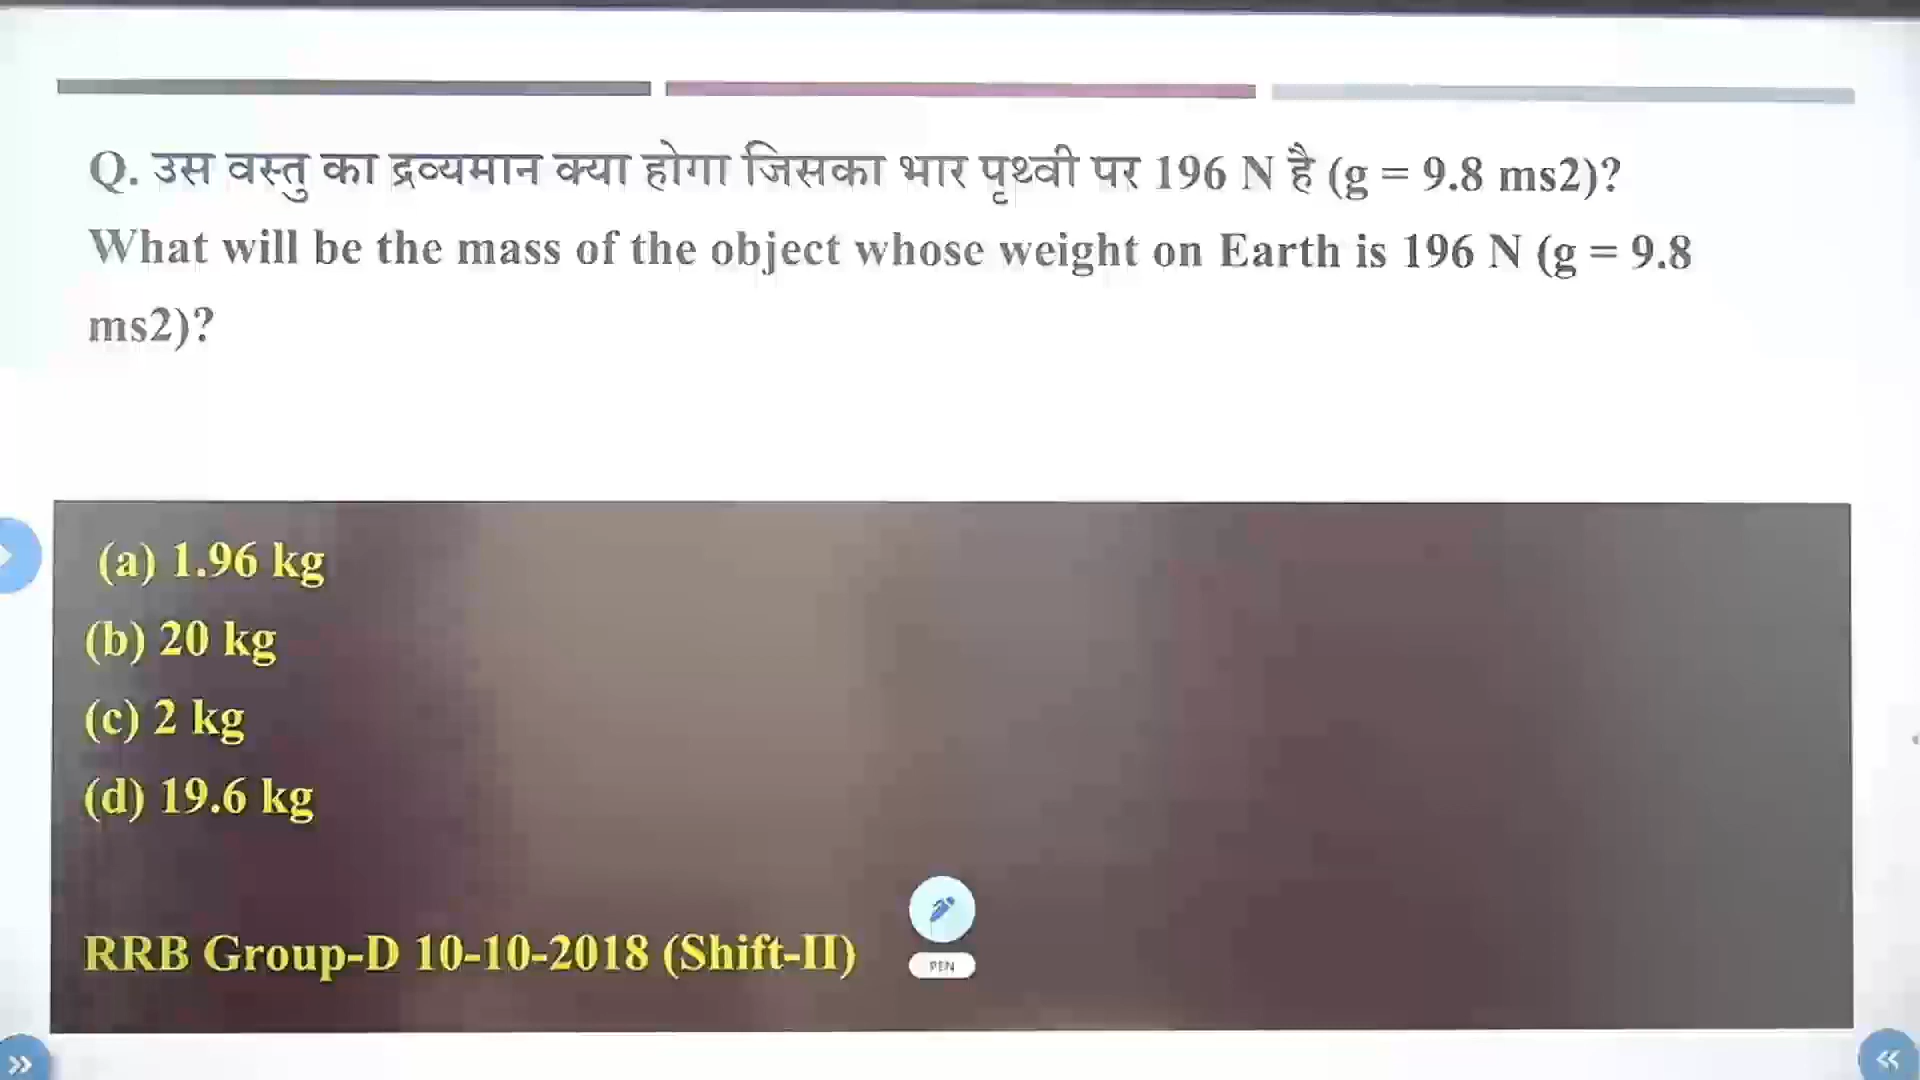 Q. उस वस्तु का द्रव्यमान क्या होगा जिसका भार पृथ्वी पर 196 N है (g = 9.8 ms2)?
What will be the mass of the object whose weight on Earth is 196 N (g = 9.8
ms2)?
(a) 1.96 kg
(b) 20 kg
(c) 2 kg
(d) 19.6 kg
RRB Group-D 10-10-2018 (Shift-II)
PEN